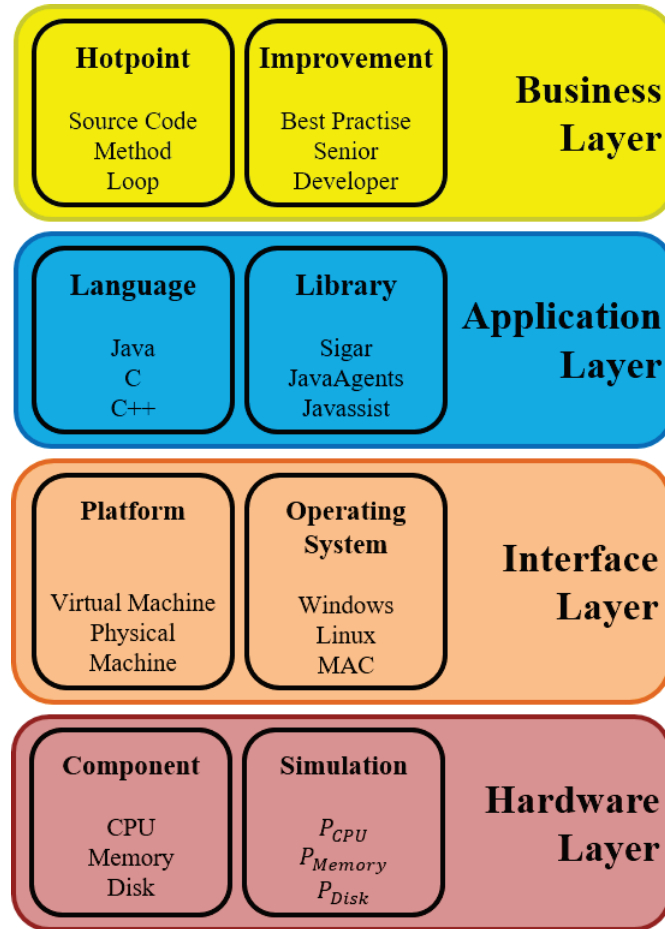 Hotpoint
Source Code
Method
Loop
Improvement
Best Practise
Senior
Developer
Business
Layer
Language
Java
C
C++
Library
Sigar
JavaAgents
Javassist
Application
Layer
Platform
Virtual Machine
Physical
Machine
Operating
System
Windows
Linux
MAC
Interface
Layer
Component
CPU
Memory
Disk
Simulation
P_CPU
P_Memory
P_Disk
Hardware
Layer